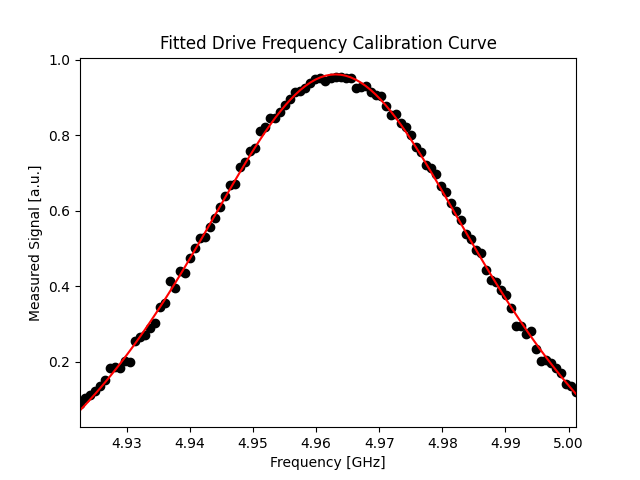 Fitted Drive Frequency Calibration Curve
1.0
0.8
0.6
0.4
0.2
Measured Signal [a.u.]
4.93 4.94 4.95 4.96 4.97 4.98 4.99 5.00
Frequency [GHz]